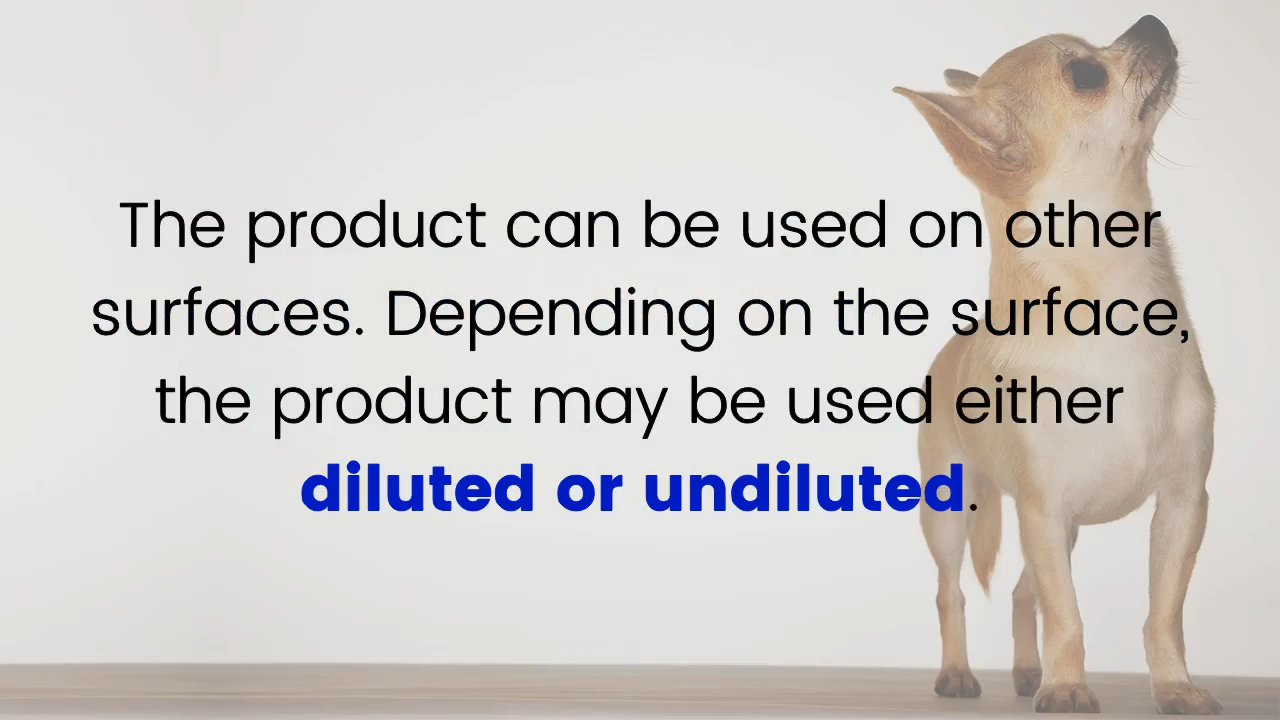 The product can be used on other
surfaces. Depending on the surface,
the product may be used either
diluted or undiluted.